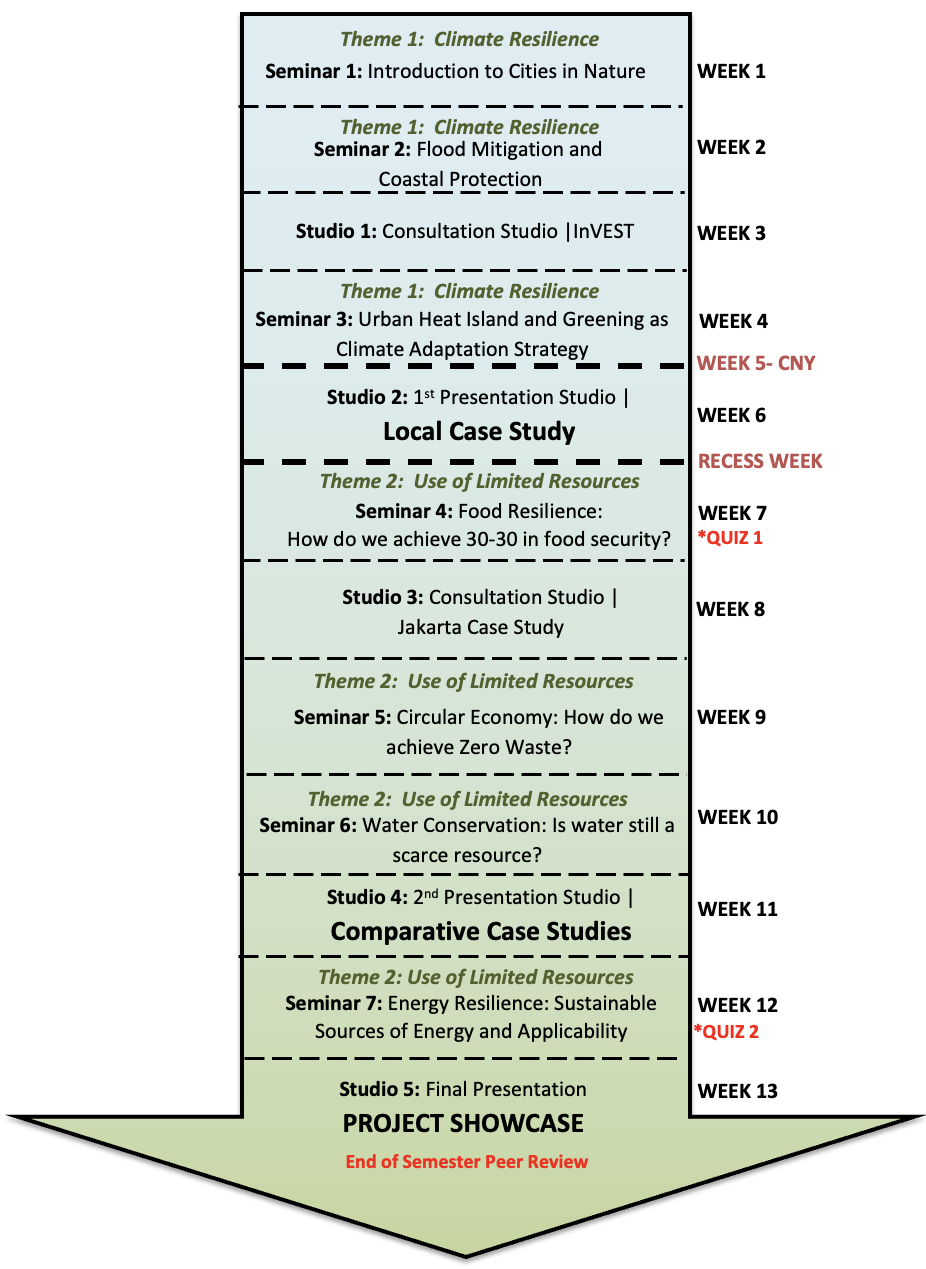 Theme 1:  Climate Resilience
Seminar 1: Introduction to Cities in Nature
WEEK 1
Theme 1:  Climate Resilience
Seminar 2: Flood Mitigation and
Coastal Protection
WEEK 2
Studio 1: Consultation Studio |InVEST
WEEK 3
Theme 1:  Climate Resilience
Seminar 3: Urban Heat Island and Greening as
Climate Adaptation Strategy
WEEK 4
WEEK 5- CNY
Studio 2: 1st Presentation Studio |
Local Case Study
WEEK 6
RECESS WEEK
Theme 2:  Use of Limited Resources
Seminar 4: Food Resilience:
How do we achieve 30-30 in food security?
WEEK 7
*QUIZ 1
Studio 3: Consultation Studio |
Jakarta Case Study
WEEK 8
Theme 2:  Use of Limited Resources
Seminar 5: Circular Economy: How do we
achieve Zero Waste?
WEEK 9
Theme 2:  Use of Limited Resources
Seminar 6: Water Conservation: Is water still a
scarce resource?
WEEK 10
Studio 4: 2nd Presentation Studio |
Comparative Case Studies
WEEK 11
Theme 2: Use of Limited Resources
Seminar 7: Energy Resilience: Sustainable
Sources of Energy and Applicability
WEEK 12
*QUIZ 2
Studio 5: Final Presentation
PROJECT SHOWCASE
WEEK 13
End of Semester Peer Review